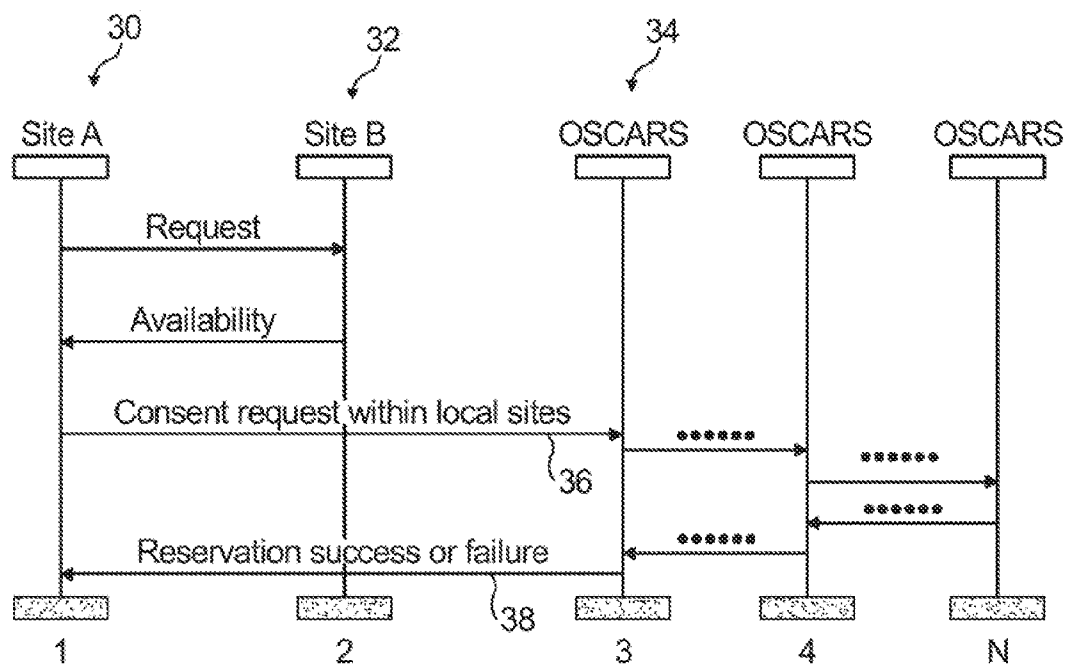 30
32
34
Site A
Site B
OSCARS
OSCARS
OSCARS
Request
Availability
Consent request within local sites
36
Reservation success or failure
38
1
2
3
4
N